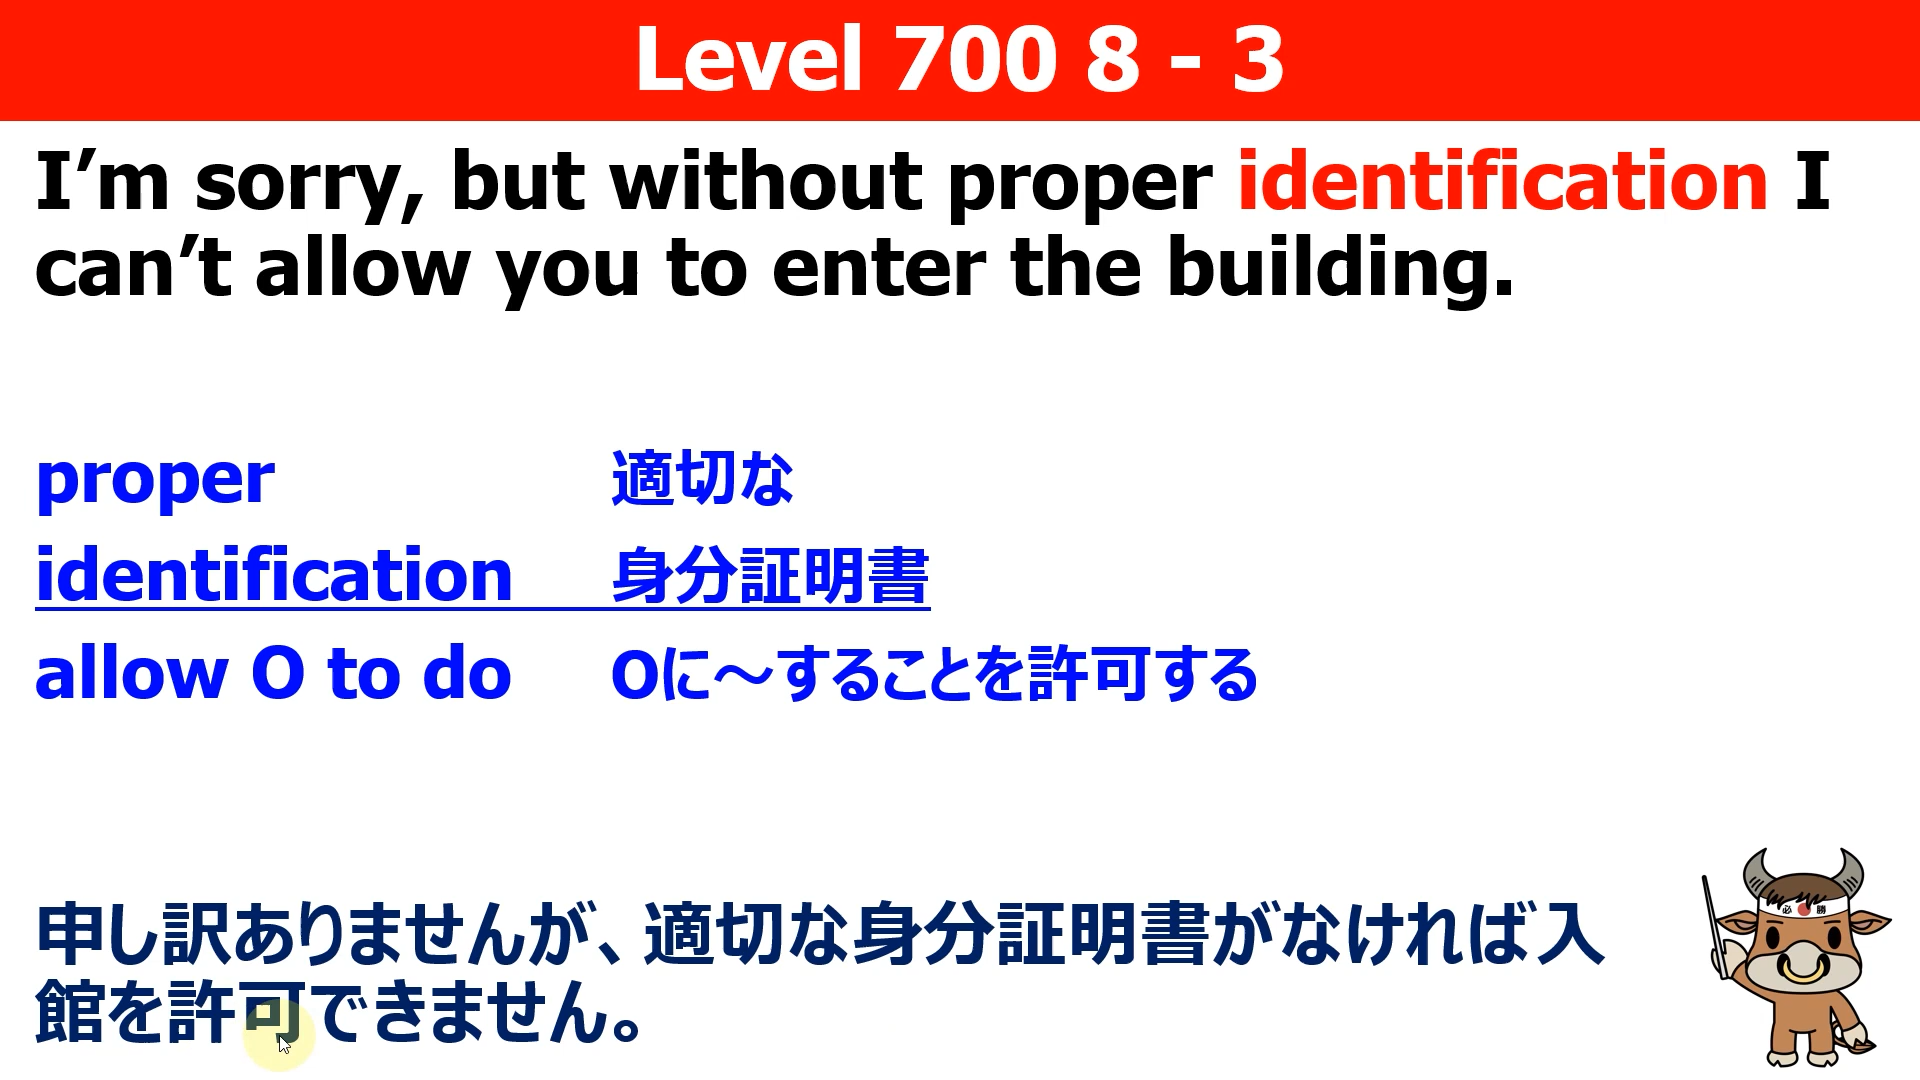 Level 700 8 - 3
I’m sorry, but without proper identification I
can’t allow you to enter the building.
proper 適切な
identification 身分証明書
allow O to do Oに～することを許可する
申し訳ありませんが、適切な身分証明書がなければ入
館を許可できません。
必 勝